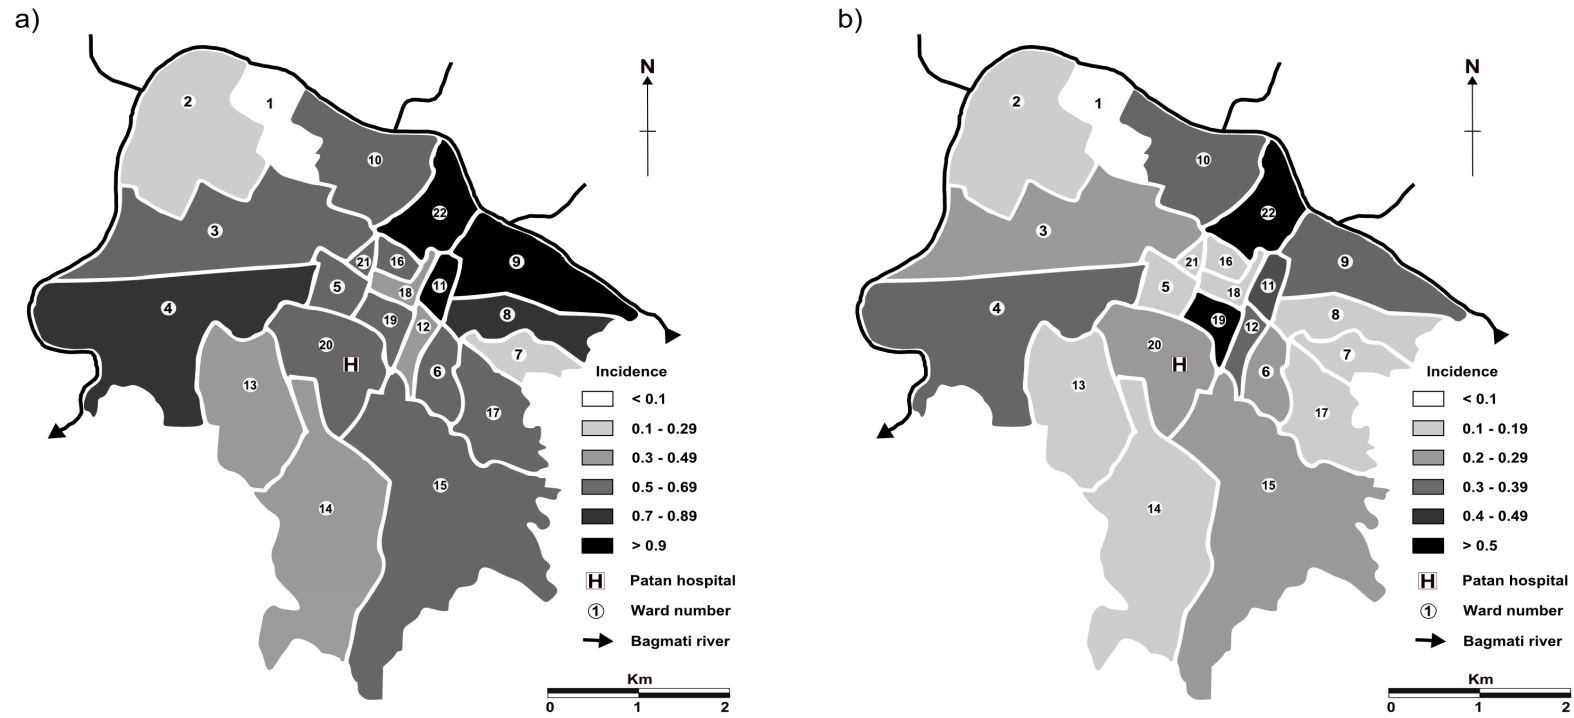 a)
N
2
1
10
22
3
9
21
16
5
11
18
4
8
19
12
20
7
H
6
13
17
15
14
Incidence
< 0.1
0.1 - 0.29
0.3 - 0.49
0.5 - 0.69
0.7 - 0.89
> 0.9
H Patan hospital
1 Ward number
Bagmati river
Km
0 1 2
b)
N
2
1
10
22
3
9
21
16
5
11
18
4
8
19
12
20
7
H
6
13
17
15
14
Incidence
< 0.1
0.1 - 0.19
0.2 - 0.29
0.3 - 0.39
0.4 - 0.49
> 0.5
H Patan hospital
1 Ward number
Bagmati river
Km
0 1 2